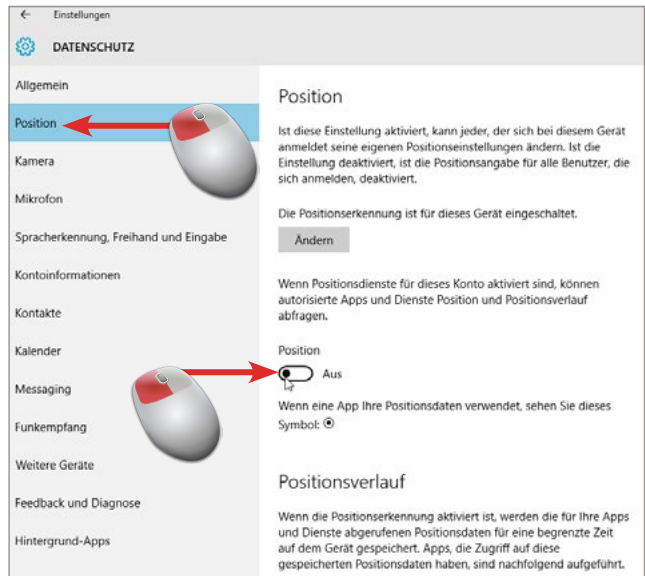 Einstellungen
DATENSCHUTZ
Allgemein
Position
Kamera
Mikrofon
Spracherkennung, Freihand und Eingabe
Kontoinformationen
Kontakte
Kalender
Messaging
Funkempfang
Weitere Geräte
Feedback und Diagnose
Hintergrund-Apps
Position
Ist diese Einstellung aktiviert, kann jeder, der sich bei diesem Gerät
anmeldet seine eigenen Positionseinstellungen ändern. Ist die
Einstellung deaktiviert, ist die Positionsangabe für alle Benutzer, die
sich anmelden, deaktiviert.
Die Positionserkennung ist für dieses Gerät eingeschaltet.
Ändern
Wenn Positionsdienste für dieses Konto aktiviert sind, können
autorisierte Apps und Dienste Position und Positionsverlauf
abfragen.
Position
Aus
Wenn eine App Ihre Positionsdaten verwendet, sehen Sie dieses
Symbol:
Positionsverlauf
Wenn die Positionserkennung aktiviert ist, werden die für Ihre Apps
und Dienste abgerufenen Positionsdaten für eine begrenzte Zeit
auf dem Gerät gespeichert. Apps, die Zugriff auf diese
gespeicherten Positionsdaten haben, sind nachfolgend aufgeführt.